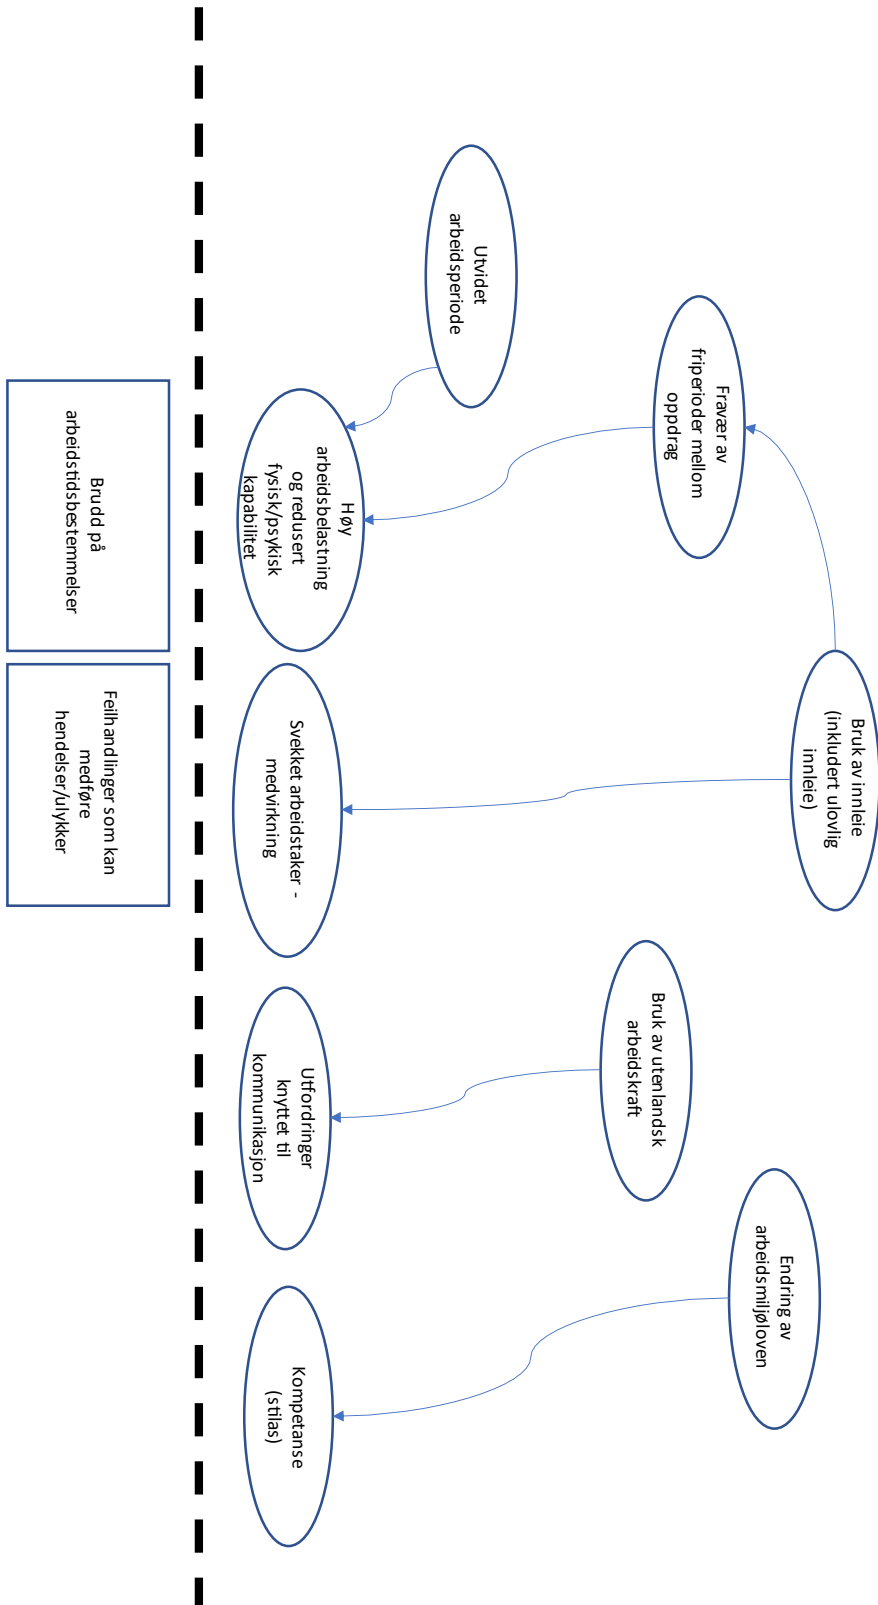 Bruk av innleie
(inkludert ulovlig
innleie)
Endring av
arbeidsmiljøloven
Fravær av
friperioder mellom
oppdrag
Bruk av utenlandsk
arbeidskraft
Utvidet
arbeidsperiode
Høy
arbeidsbelastning
og redusert
fysisk/psykisk
kapabilitet
Svekket arbeidstaker -
medvirkning
Utfordringer
knyttet til
kommunikasjon
Kompetanse
(stilas)
Brudd på
arbeidstidsbestemmelser
Feilhandlinger som kan
medføre
hendelser/ulykker